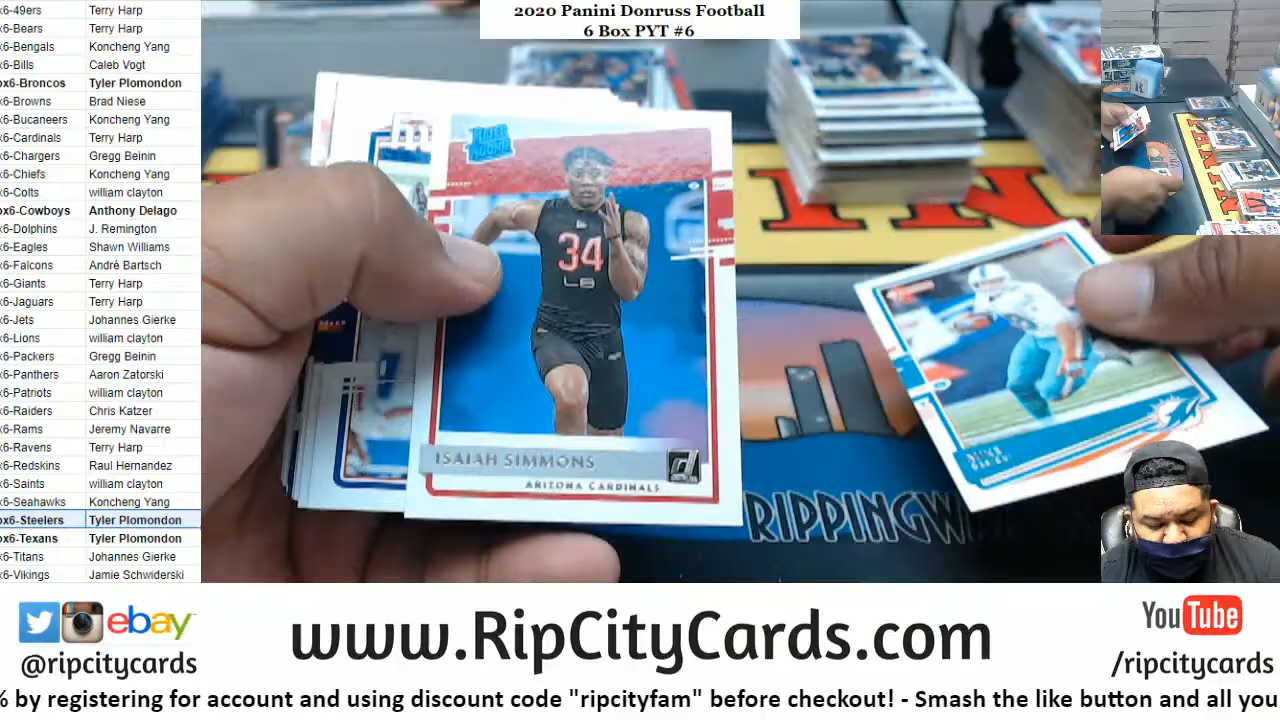 2020 Panini Donruss Football
6 Box PYT #6
x6-49ers Terry Harp
x6-Bears Terry Harp
x6-Bengals Koncheng Yang
x6-Bills Caleb Vogt
ox6-Broncos Tyler Plomondon
x6-Browns Brad Niese
x6-Bucaneers Koncheng Yang
x6-Cardinals Terry Harp
x6-Chargers Gregg Beinin
x6-Chiefs Koncheng Yang
x6-Colts william clayton
ox6-Cowboys Anthony Delago
x6-Dolphins J. Remington
x6-Eagles Shawn Williams
x6-Falcons André Bartsch
x6-Giants Terry Harp
x6-Jaguars Terry Harp
x6-Jets Johannes Gierke
x6-Lions william clayton
x6-Packers Gregg Beinin
x6-Panthers Aaron Zatorski
x6-Patriots william clayton
x6-Raiders Chris Katzer
x6-Rams Jeremy Navarre
x6-Ravens Terry Harp
x6-Redskins Raul Hernandez
x6-Saints william clayton
x6-Seahawks Koncheng Yang
ox6-Steelers Tyler Plomondon
ox6-Texans Tyler Plomondon
x6-Titans Johannes Gierke
x6-Vikings Jamie Schwiderski
RATED
ROOKIE
34
LB
ISAIAH SIMMONS
ARIZONA CARDINALS
ebay
@ripcitycards
www.RipCityCards.com
YouTube
/ripcitycards
% by registering for account and using discount code "ripcityfam" before checkout! - Smash the like button and all you